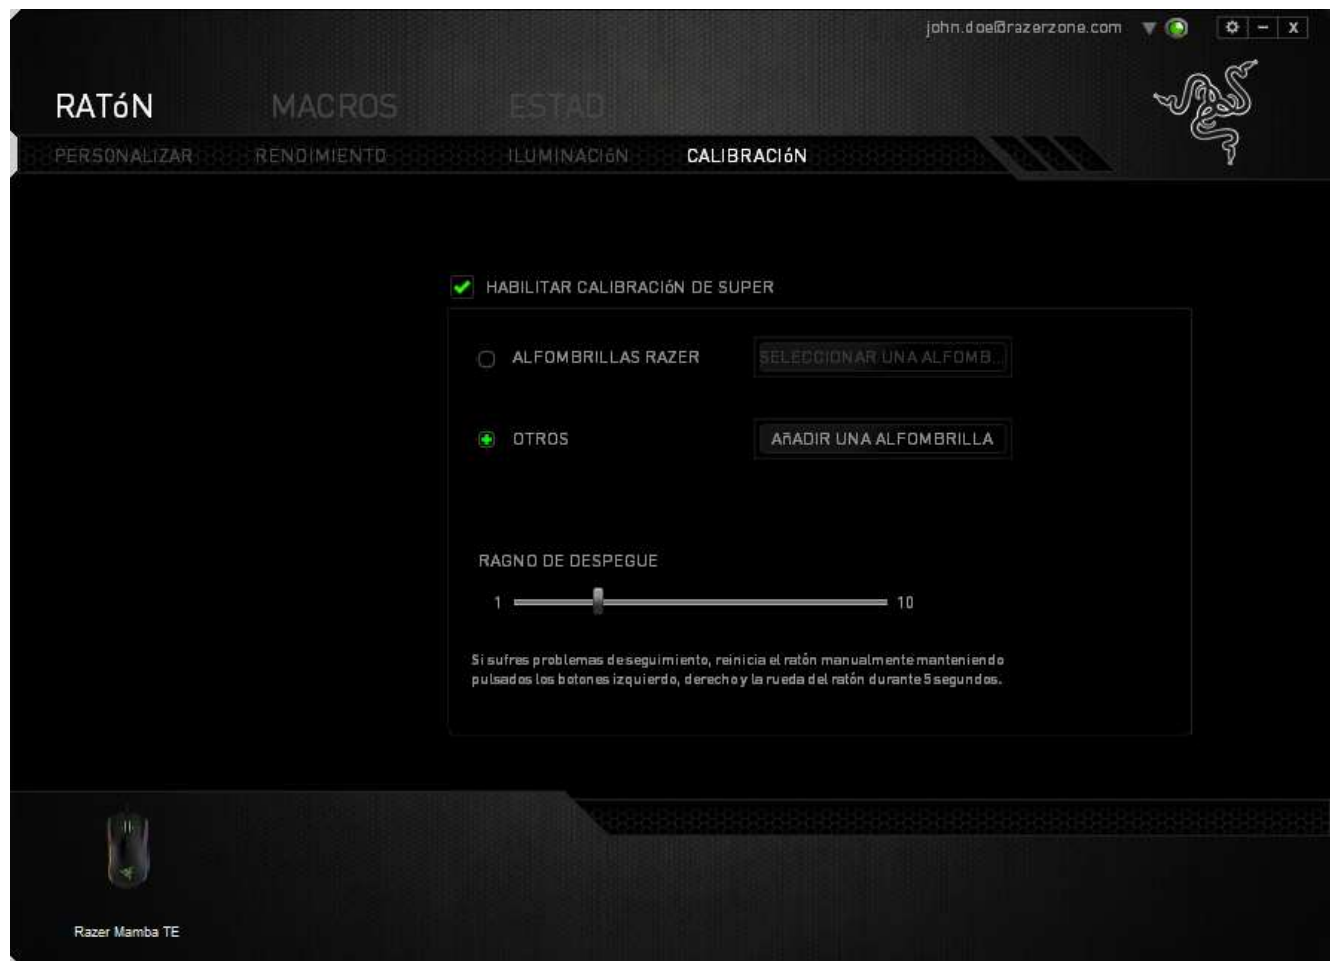 john.doe@razerzone.com
RATóN MACROS ESTAD
PERSONALIZAR RENDIMIENTO ILUMINACIóN CALIBRACIóN
HABILITAR CALIBRACIóN DE SUPER
ALFOMBRILLAS RAZER SELECCIONAR UNA ALFOMB...
OTROS AñADIR UNA ALFOMBRILLA
RAGNO DE DESPEGUE
1 10
Si sufres problemas de seguimiento, reinicia el ratón manualmente manteniendo
pulsados los botones izquierdo, derecho y la rueda del ratón durante 5 segundos.
Razer Mamba TE